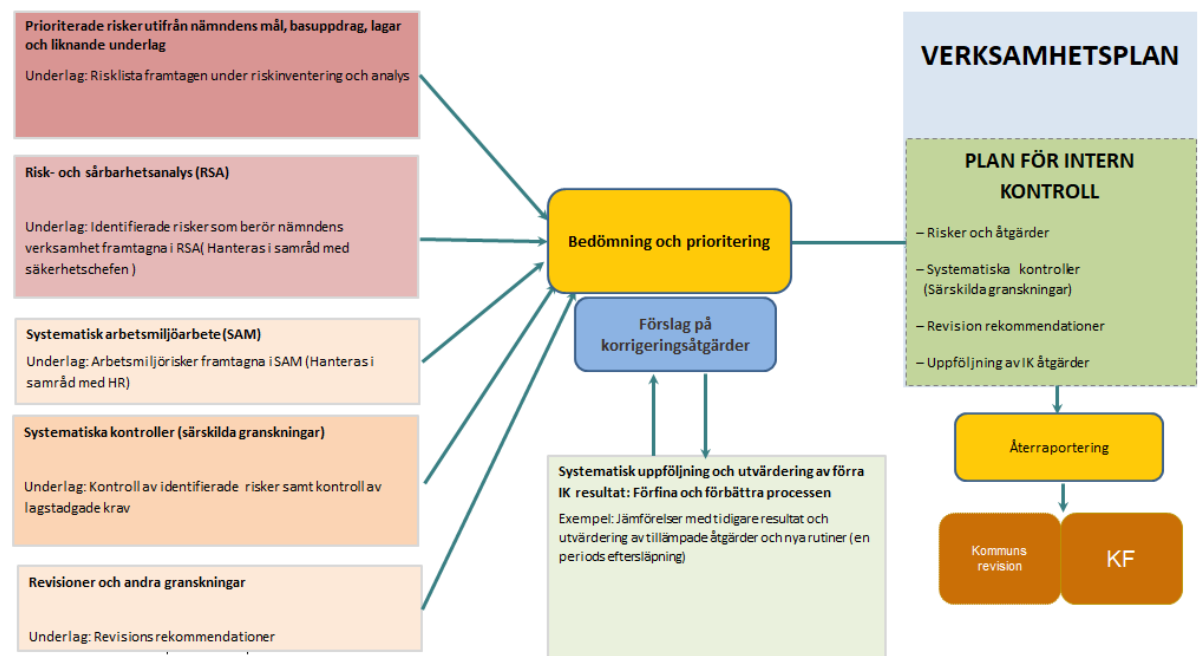 Prioriterade risker utifrån nämndens mål, basuppdrag, lagar
och liknande underlag
Underlag: Risklista framtagen under riskinventering och analys
Risk- och sårbarhetsanalys (RSA)
Underlag: Identifierade risker som berör nämndens
verksamhet framtagna i RSA( Hanteras i samråd med
säkerhetschefen )
Systematisk arbetsmiljöarbete (SAM)
Underlag: Arbetsmiljörisker framtagna i SAM (Hanteras i
samråd med HR)
Systematiska kontroller (särskilda granskningar)
Underlag: Kontroll av identifierade risker samt kontroll av
lagstadgade krav
Revisioner och andra granskningar
Underlag: Revisions rekommendationer
Bedömning och prioritering
Förslag på
korrigeringsåtgärder
Systematisk uppföljning och utvärdering av förra
IK resultat: Förfina och förbättra processen
Exempel: Jämförelser med tidigare resultat och
utvärdering av tillämpade åtgärder och nya rutiner (en
periods eftersläpning)
VERKSAMHETSPLAN
PLAN FÖR INTERN
KONTROLL
– Risker och åtgärder
– Systematiska kontroller
(Särskilda granskningar)
– Revision rekommendationer
– Uppföljning av IK åtgärder
Återraportering
Kommuns
revision
KF